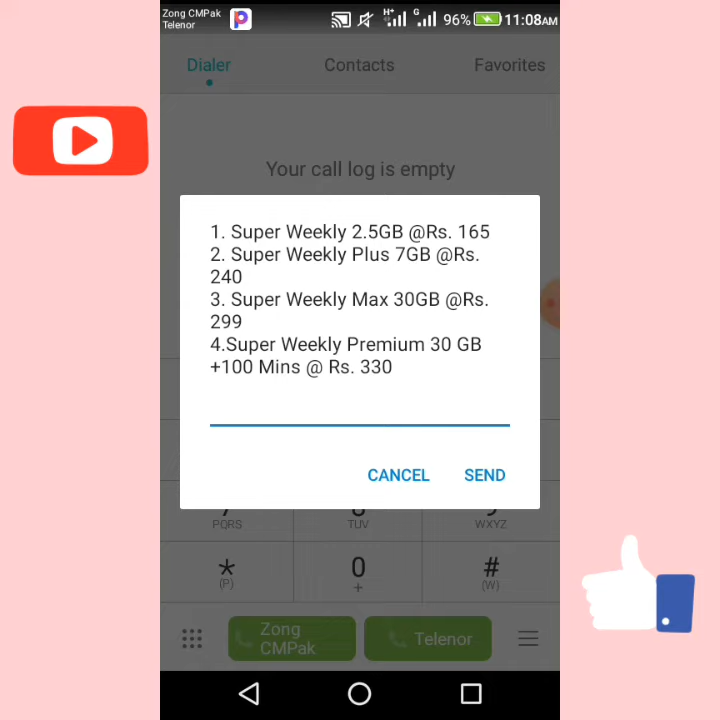 Zong CMPak
Telenor
H+
G
96%
11:08AM
Dialer
Contacts
Favorites
Your call log is empty
1. Super Weekly 2.5GB @Rs. 165
2. Super Weekly Plus 7GB @Rs.
240
3. Super Weekly Max 30GB @Rs.
299
4.Super Weekly Premium 30 GB
+100 Mins @ Rs. 330
CANCEL
SEND
PQRS
TUV
WXYZ
*
0
#
(P)
+
(W)
Zong
CMPak
Telenor